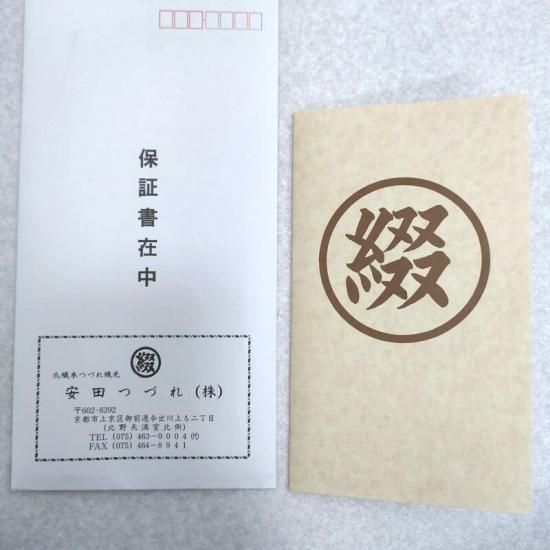 保証書在中
綴
爪織本つづれ織元
安田つづれ(株)
〒602-8392
京都市上京区御前通今出川上る二丁目
(北野天満宮北側)
TEL (075) 463-0004 ㈹
FAX (075) 464-8941
綴